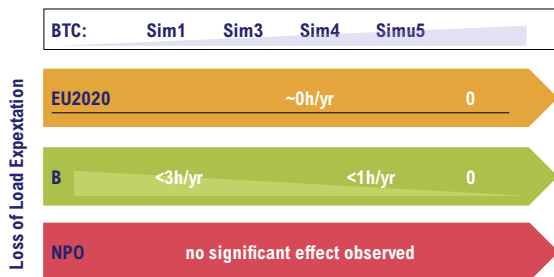 BTC: Sim1 Sim3 Sim4 Simu5
Loss of Load Expextation
EU2020 ~0h/yr 0
B <3h/yr <1h/yr 0
NPO no significant effect observed